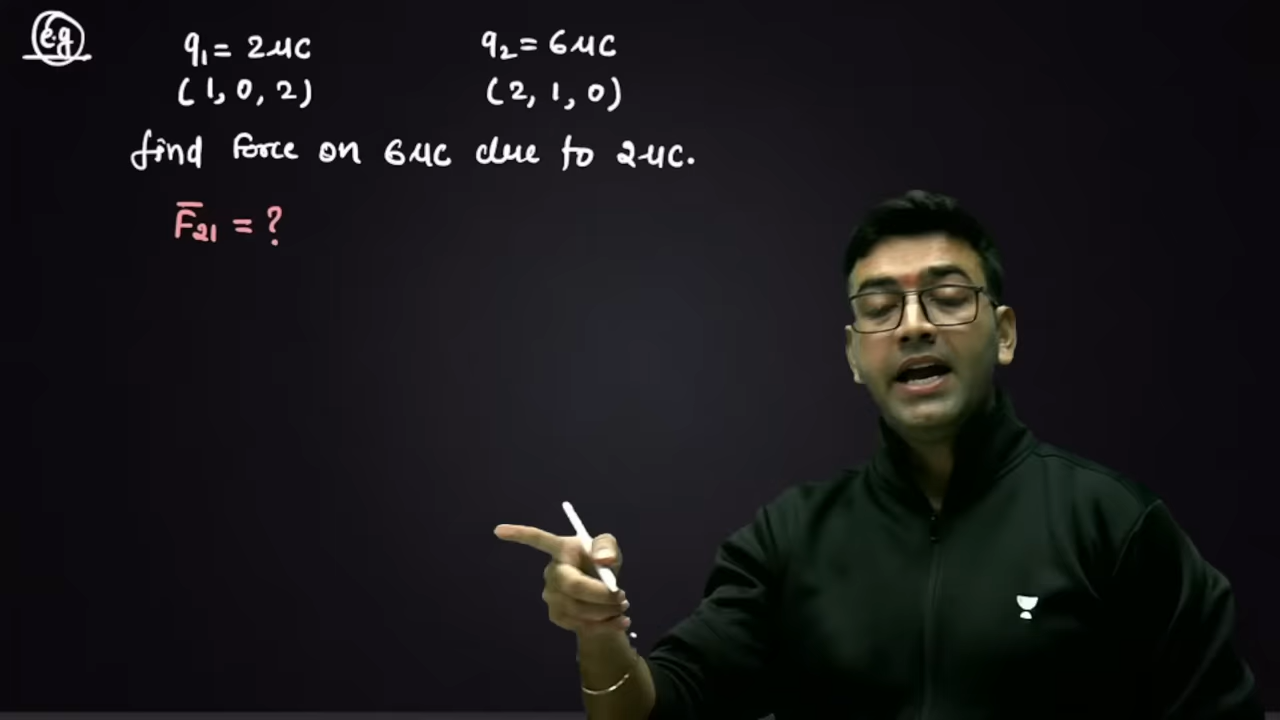 e.g
q₁ = 2μC q₂ = 6μC
(1, 0, 2) (2, 1, 0)
find force on 6μC due to 2μC.
F̅₂₁ = ?